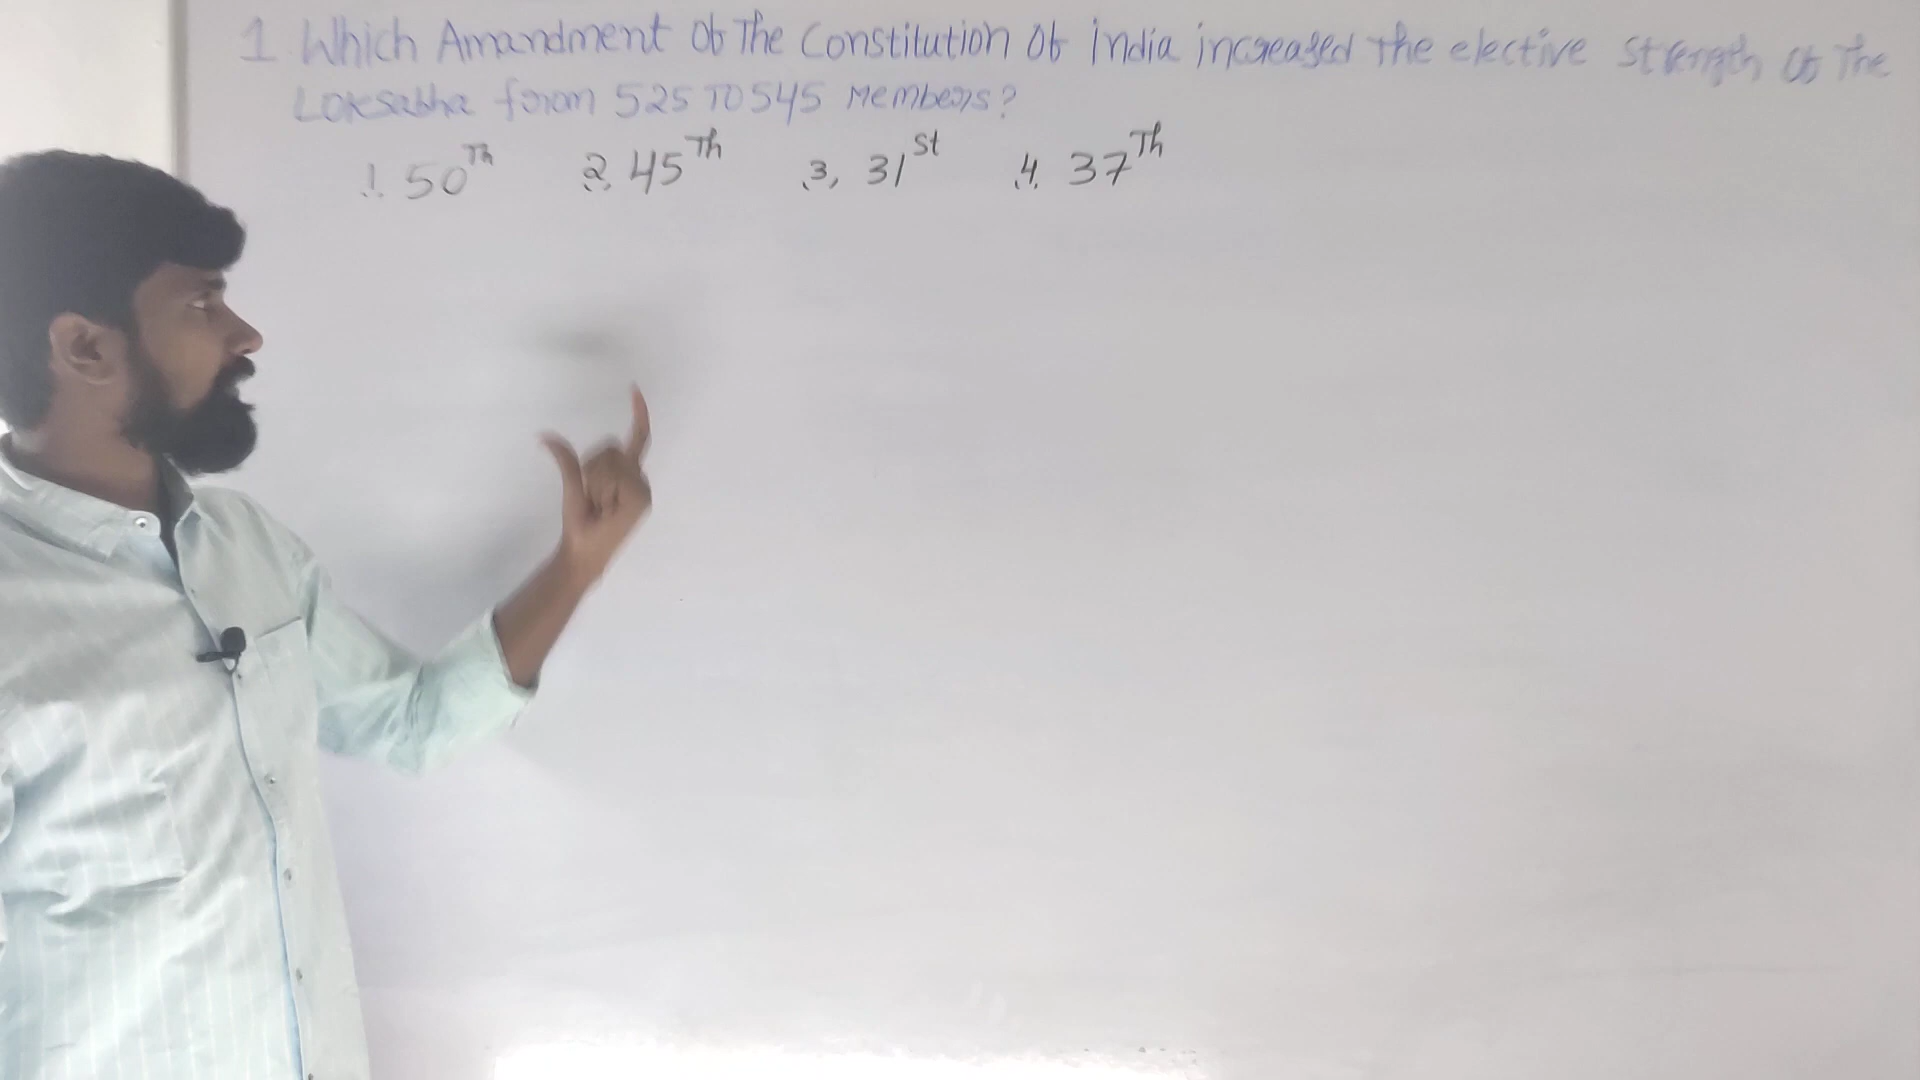 1 Which Amandment Of The Constitution Of India increased The elective Strength Of The
Loksabha from 525 TO 545 Members?
1. 50Th 2. 45Th 3, 31St 4. 37Th